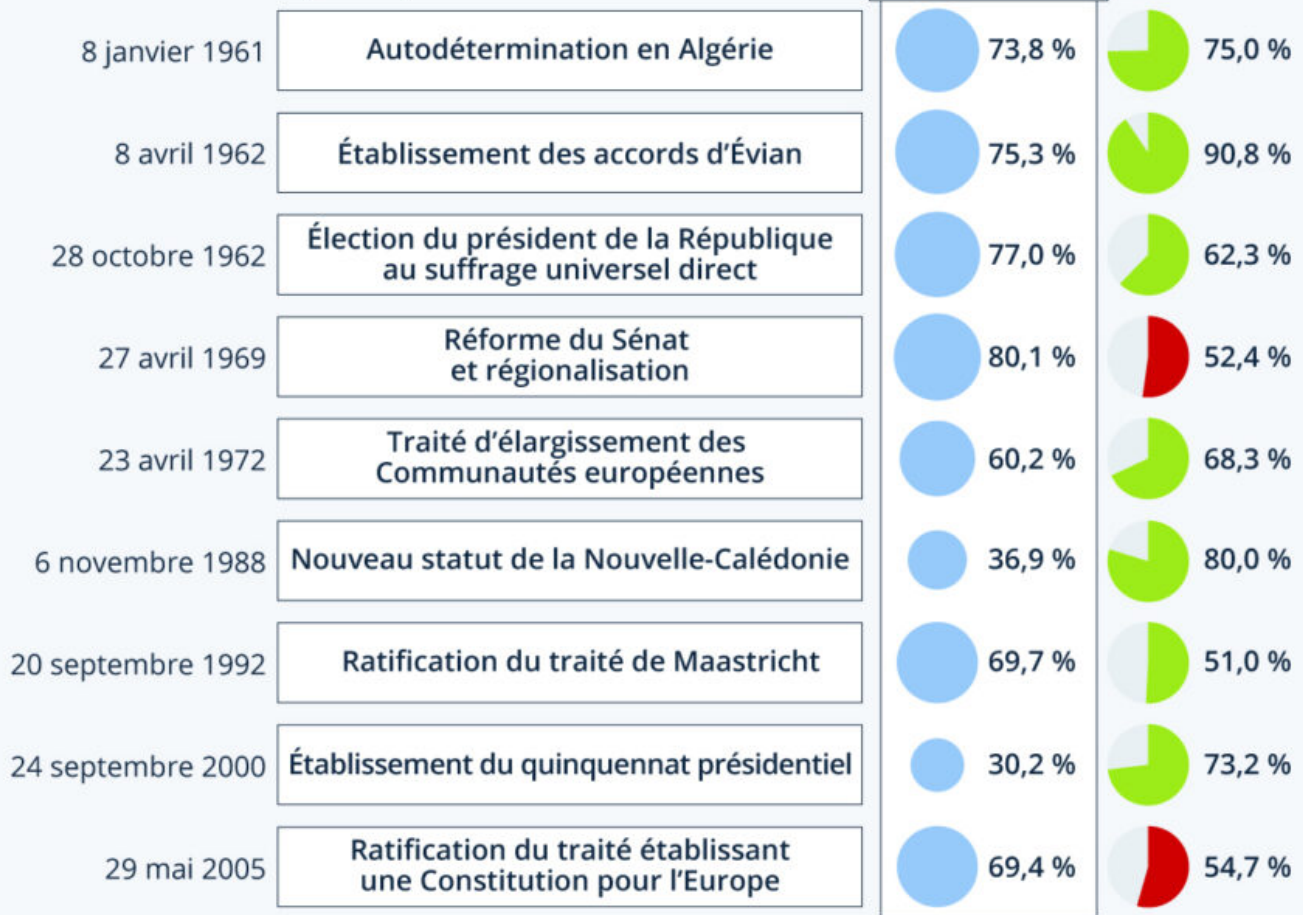 8 janvier 1961 Autodétermination en Algérie 73,8 % 75,0 %
8 avril 1962 Établissement des accords d’Évian 75,3 % 90,8 %
28 octobre 1962 Élection du président de la République
au suffrage universel direct 77,0 % 62,3 %
27 avril 1969 Réforme du Sénat
et régionalisation 80,1 % 52,4 %
23 avril 1972 Traité d’élargissement des
Communautés européennes 60,2 % 68,3 %
6 novembre 1988 Nouveau statut de la Nouvelle-Calédonie 36,9 % 80,0 %
20 septembre 1992 Ratification du traité de Maastricht 69,7 % 51,0 %
24 septembre 2000 Établissement du quinquennat présidentiel 30,2 % 73,2 %
29 mai 2005 Ratification du traité établissant
une Constitution pour l’Europe 69,4 % 54,7 %